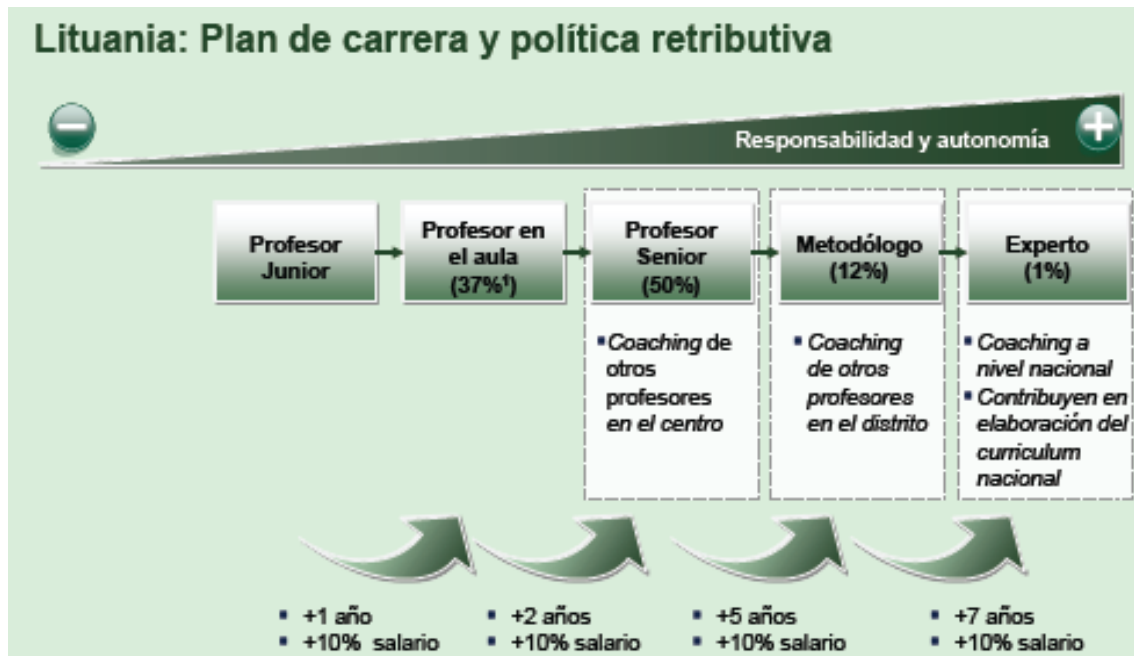 Lituania: Plan de carrera y política retributiva
Responsabilidad y autonomía
Profesor
Junior
Profesor en
el aula
(37%¹)
Profesor
Senior
(50%)
Metodólogo
(12%)
Experto
(1%)
▪ Coaching de
otros
profesores
en el centro
▪ Coaching
de otros
profesores
en el distrito
▪ Coaching a
nivel nacional
▪ Contribuyen en
elaboración del
curriculum
nacional
▪ +1 año
▪ +10% salario
▪ +2 años
▪ +10% salario
▪ +5 años
▪ +10% salario
▪ +7 años
▪ +10% salario